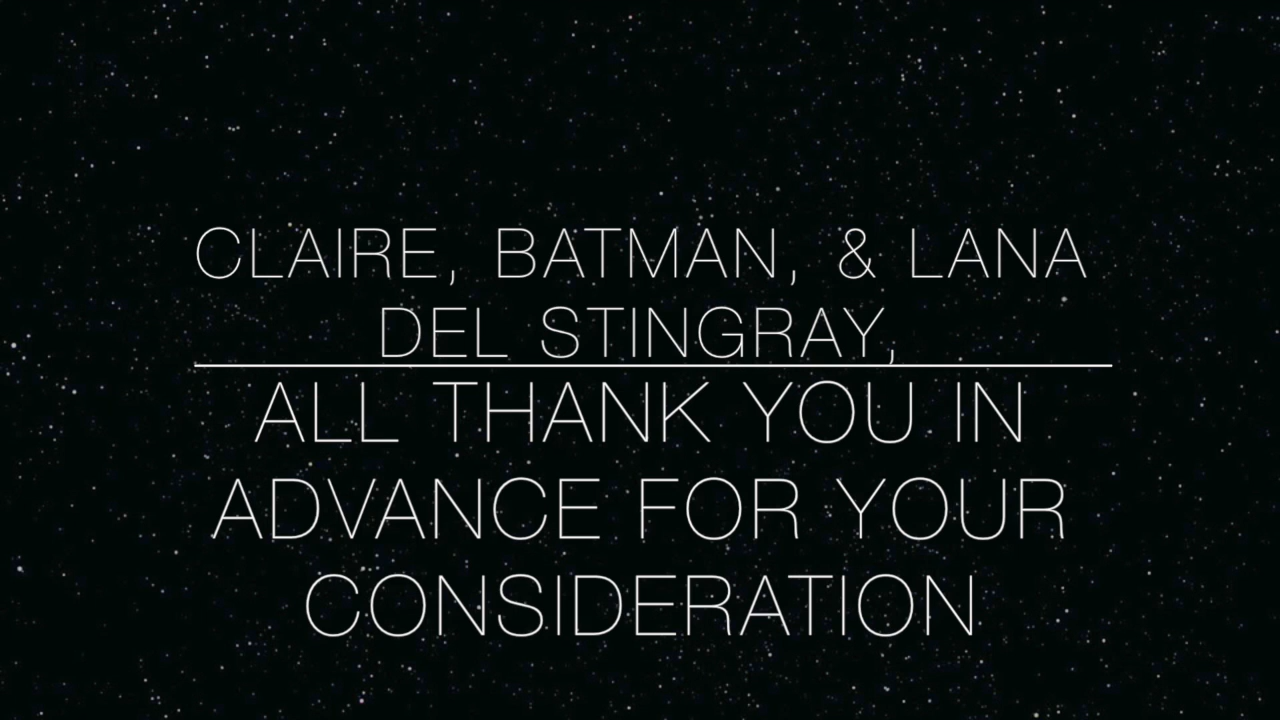 CLAIRE, BATMAN, & LANA
DEL STINGRAY,
ALL THANK YOU IN
ADVANCE FOR YOUR
CONSIDERATION